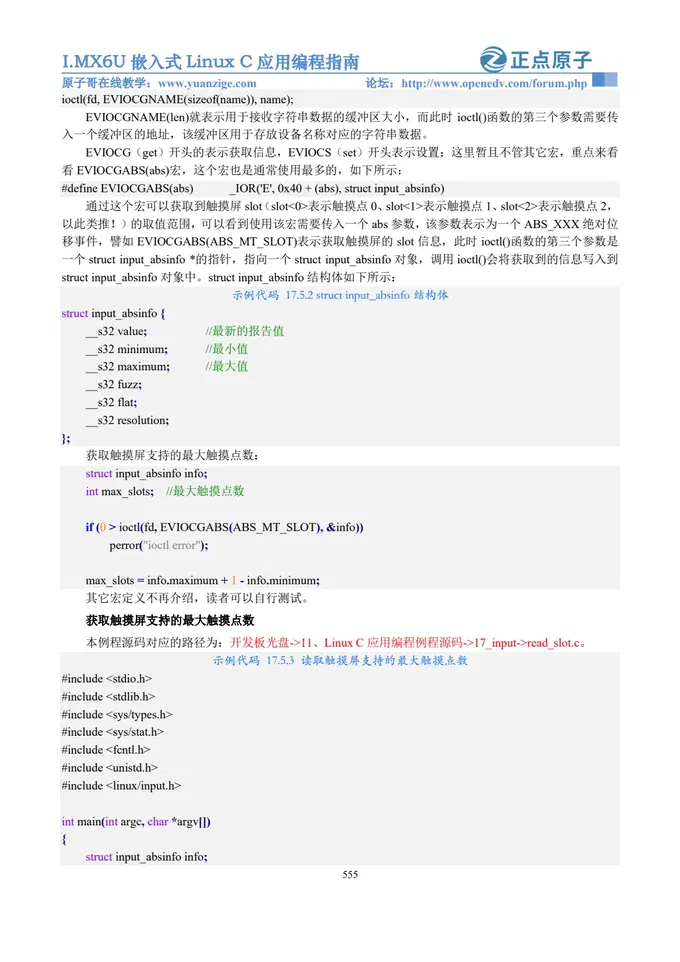 I.MX6U 嵌入式 Linux C 应用编程指南
正点原子
原子哥在线教学：www.yuanzige.com 论坛：http://www.openedv.com/forum.php
ioctl(fd, EVIOCGNAME(sizeof(name)), name);
EVIOCGNAME(len)就表示用于接收字符串数据的缓冲区大小，而此时 ioctl()函数的第三个参数需要传
入一个缓冲区的地址，该缓冲区用于存放设备名称对应的字符串数据。
EVIOCG（get）开头的表示获取信息，EVIOCS（set）开头表示设置；这里暂且不管其它宏，重点来看
看 EVIOCGABS(abs)宏，这个宏也是通常使用最多的，如下所示：
#define EVIOCGABS(abs) _IOR('E', 0x40 + (abs), struct input_absinfo)
通过这个宏可以获取到触摸屏 slot（slot<0>表示触摸点 0、slot<1>表示触摸点 1、slot<2>表示触摸点 2，
以此类推！）的取值范围，可以看到使用该宏需要传入一个 abs 参数，该参数表示为一个 ABS_XXX 绝对位
移事件，譬如 EVIOCGABS(ABS_MT_SLOT)表示获取触摸屏的 slot 信息，此时 ioctl()函数的第三个参数是
一个 struct input_absinfo *的指针，指向一个 struct input_absinfo 对象，调用 ioctl()会将获取到的信息写入到
struct input_absinfo 对象中。struct input_absinfo 结构体如下所示：
示例代码 17.5.2 struct input_absinfo 结构体
struct input_absinfo {
__s32 value; //最新的报告值
__s32 minimum; //最小值
__s32 maximum; //最大值
__s32 fuzz;
__s32 flat;
__s32 resolution;
};
获取触摸屏支持的最大触摸点数：
struct input_absinfo info;
int max_slots; //最大触摸点数
if (0 > ioctl(fd, EVIOCGABS(ABS_MT_SLOT), &info))
perror("ioctl error");
max_slots = info.maximum + 1 - info.minimum;
其它宏定义不再介绍，读者可以自行测试。
获取触摸屏支持的最大触摸点数
本例程源码对应的路径为：开发板光盘->11、Linux C 应用编程例程源码->17_input->read_slot.c。
示例代码 17.5.3 读取触摸屏支持的最大触摸点数
#include <stdio.h>
#include <stdlib.h>
#include <sys/types.h>
#include <sys/stat.h>
#include <fcntl.h>
#include <unistd.h>
#include <linux/input.h>
int main(int argc, char *argv[])
{
struct input_absinfo info;
555